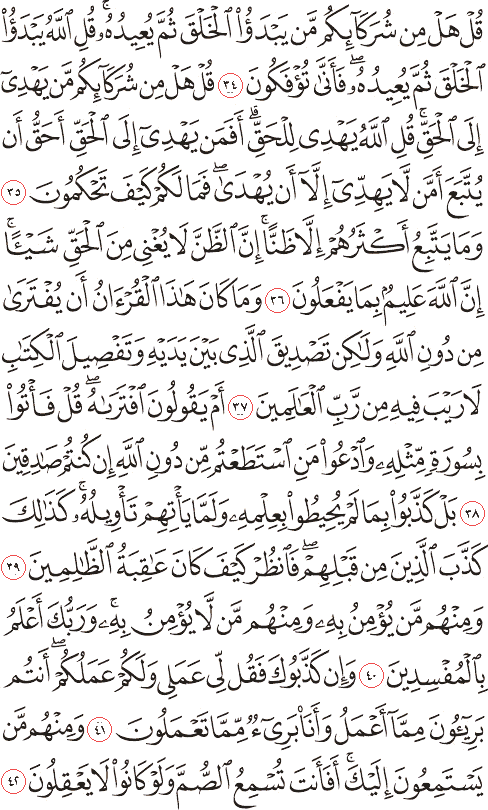 قُلْ هَلْ مِن شُرَكَآئِكُم مَّن يَبْدَؤُا۟ ٱلْخَلْقَ ثُمَّ يُعِيدُهُۥ ۚ قُلِ ٱللَّهُ يَبْدَؤُا۟
ٱلْخَلْقَ ثُمَّ يُعِيدُهُۥ ۖ فَأَنَّىٰ تُؤْفَكُونَ ٣٤ قُلْ هَلْ مِن شُرَكَآئِكُم مَّن يَهْدِىٓ
إِلَى ٱلْحَقِّ ۚ قُلِ ٱللَّهُ يَهْدِى لِلْحَقِّ ۗ أَفَمَن يَهْدِىٓ إِلَى ٱلْحَقِّ أَحَقُّ أَن
يُتَّبَعَ أَمَّن لَّا يَهِدِّىٓ إِلَّآ أَن يُهْدَىٰ ۖ فَمَا لَكُمْ كَيْفَ تَحْكُمُونَ ٣٥
وَمَا يَتَّبِعُ أَكْثَرُهُمْ إِلَّا ظَنًّا ۚ إِنَّ ٱلظَّنَّ لَا يُغْنِى مِنَ ٱلْحَقِّ شَيْـًٔا ۚ
إِنَّ ٱللَّهَ عَلِيمٌۢ بِمَا يَفْعَلُونَ ٣٦ وَمَا كَانَ هَـٰذَا ٱلْقُرْءَانُ أَن يُفْتَرَىٰ
مِن دُونِ ٱللَّهِ وَلَـٰكِن تَصْدِيقَ ٱلَّذِى بَيْنَ يَدَيْهِ وَتَفْصِيلَ ٱلْكِتَـٰبِ
لَا رَيْبَ فِيهِ مِن رَّبِّ ٱلْعَـٰلَمِينَ ٣٧ أَمْ يَقُولُونَ ٱفْتَرَىٰهُ ۖ قُلْ فَأْتُوا۟
بِسُورَةٍ مِّثْلِهِۦ وَٱدْعُوا۟ مَنِ ٱسْتَطَعْتُم مِّن دُونِ ٱللَّهِ إِن كُنتُمْ صَـٰدِقِينَ
٣٨ بَلْ كَذَّبُوا۟ بِمَا لَمْ يُحِيطُوا۟ بِعِلْمِهِۦ وَلَمَّا يَأْتِهِمْ تَأْوِيلُهُۥ ۚ كَذَٰلِكَ
كَذَّبَ ٱلَّذِينَ مِن قَبْلِهِمْ ۖ فَٱنظُرْ كَيْفَ كَانَ عَـٰقِبَةُ ٱلظَّـٰلِمِينَ ٣٩
وَمِنْهُم مَّن يُؤْمِنُ بِهِۦ وَمِنْهُم مَّن لَّا يُؤْمِنُ بِهِۦ ۚ وَرَبُّكَ أَعْلَمُ
بِٱلْمُفْسِدِينَ ٤٠ وَإِن كَذَّبُوكَ فَقُل لِّى عَمَلِى وَلَكُمْ عَمَلُكُمْ ۖ أَنتُم
بَرِيٓـُٔونَ مِمَّآ أَعْمَلُ وَأَنَا۠ بَرِىٓءٌ مِّمَّا تَعْمَلُونَ ٤١ وَمِنْهُم مَّن
يَسْتَمِعُونَ إِلَيْكَ ۚ أَفَأَنتَ تُسْمِعُ ٱلصُّمَّ وَلَوْ كَانُوا۟ لَا يَعْقِلُونَ ٤٢